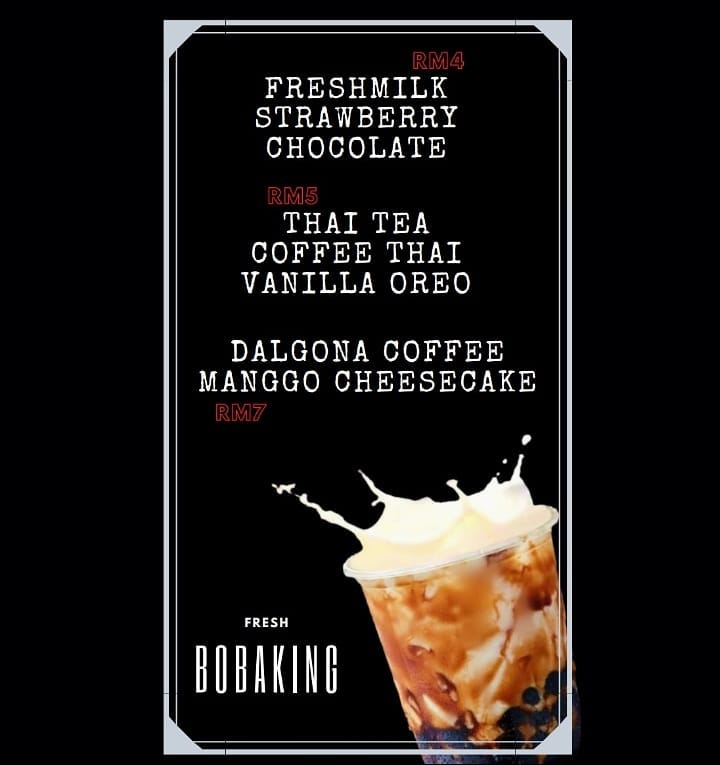 RM4
FRESHMILK
STRAWBERRY
CHOCOLATE
RM5
THAI TEA
COFFEE THAI
VANILLA OREO
DALGONA COFFEE
MANGGO CHEESECAKE
RM7
FRESH
BOBAKING